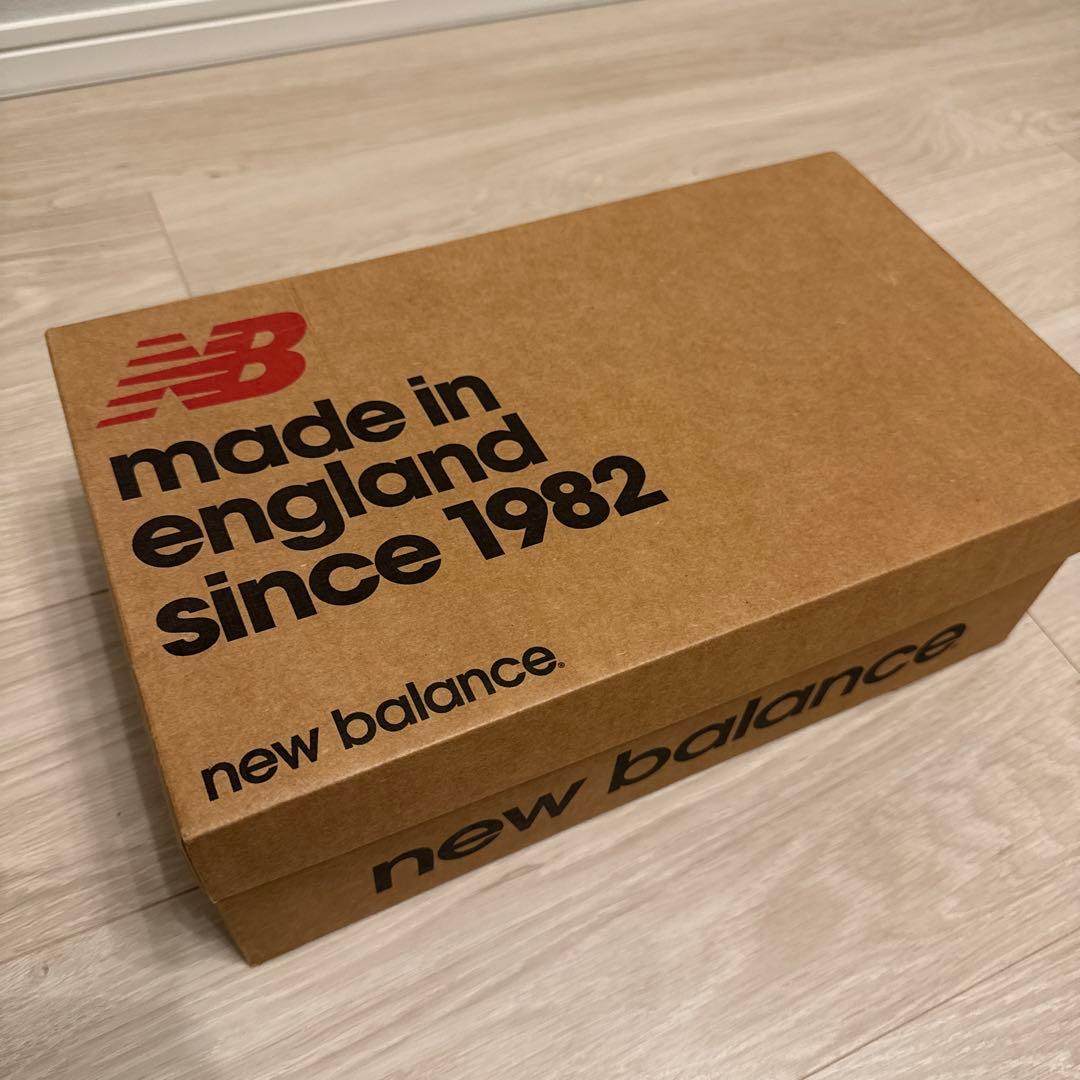 NB
made in
england
since 1982
new balance®
new balance®